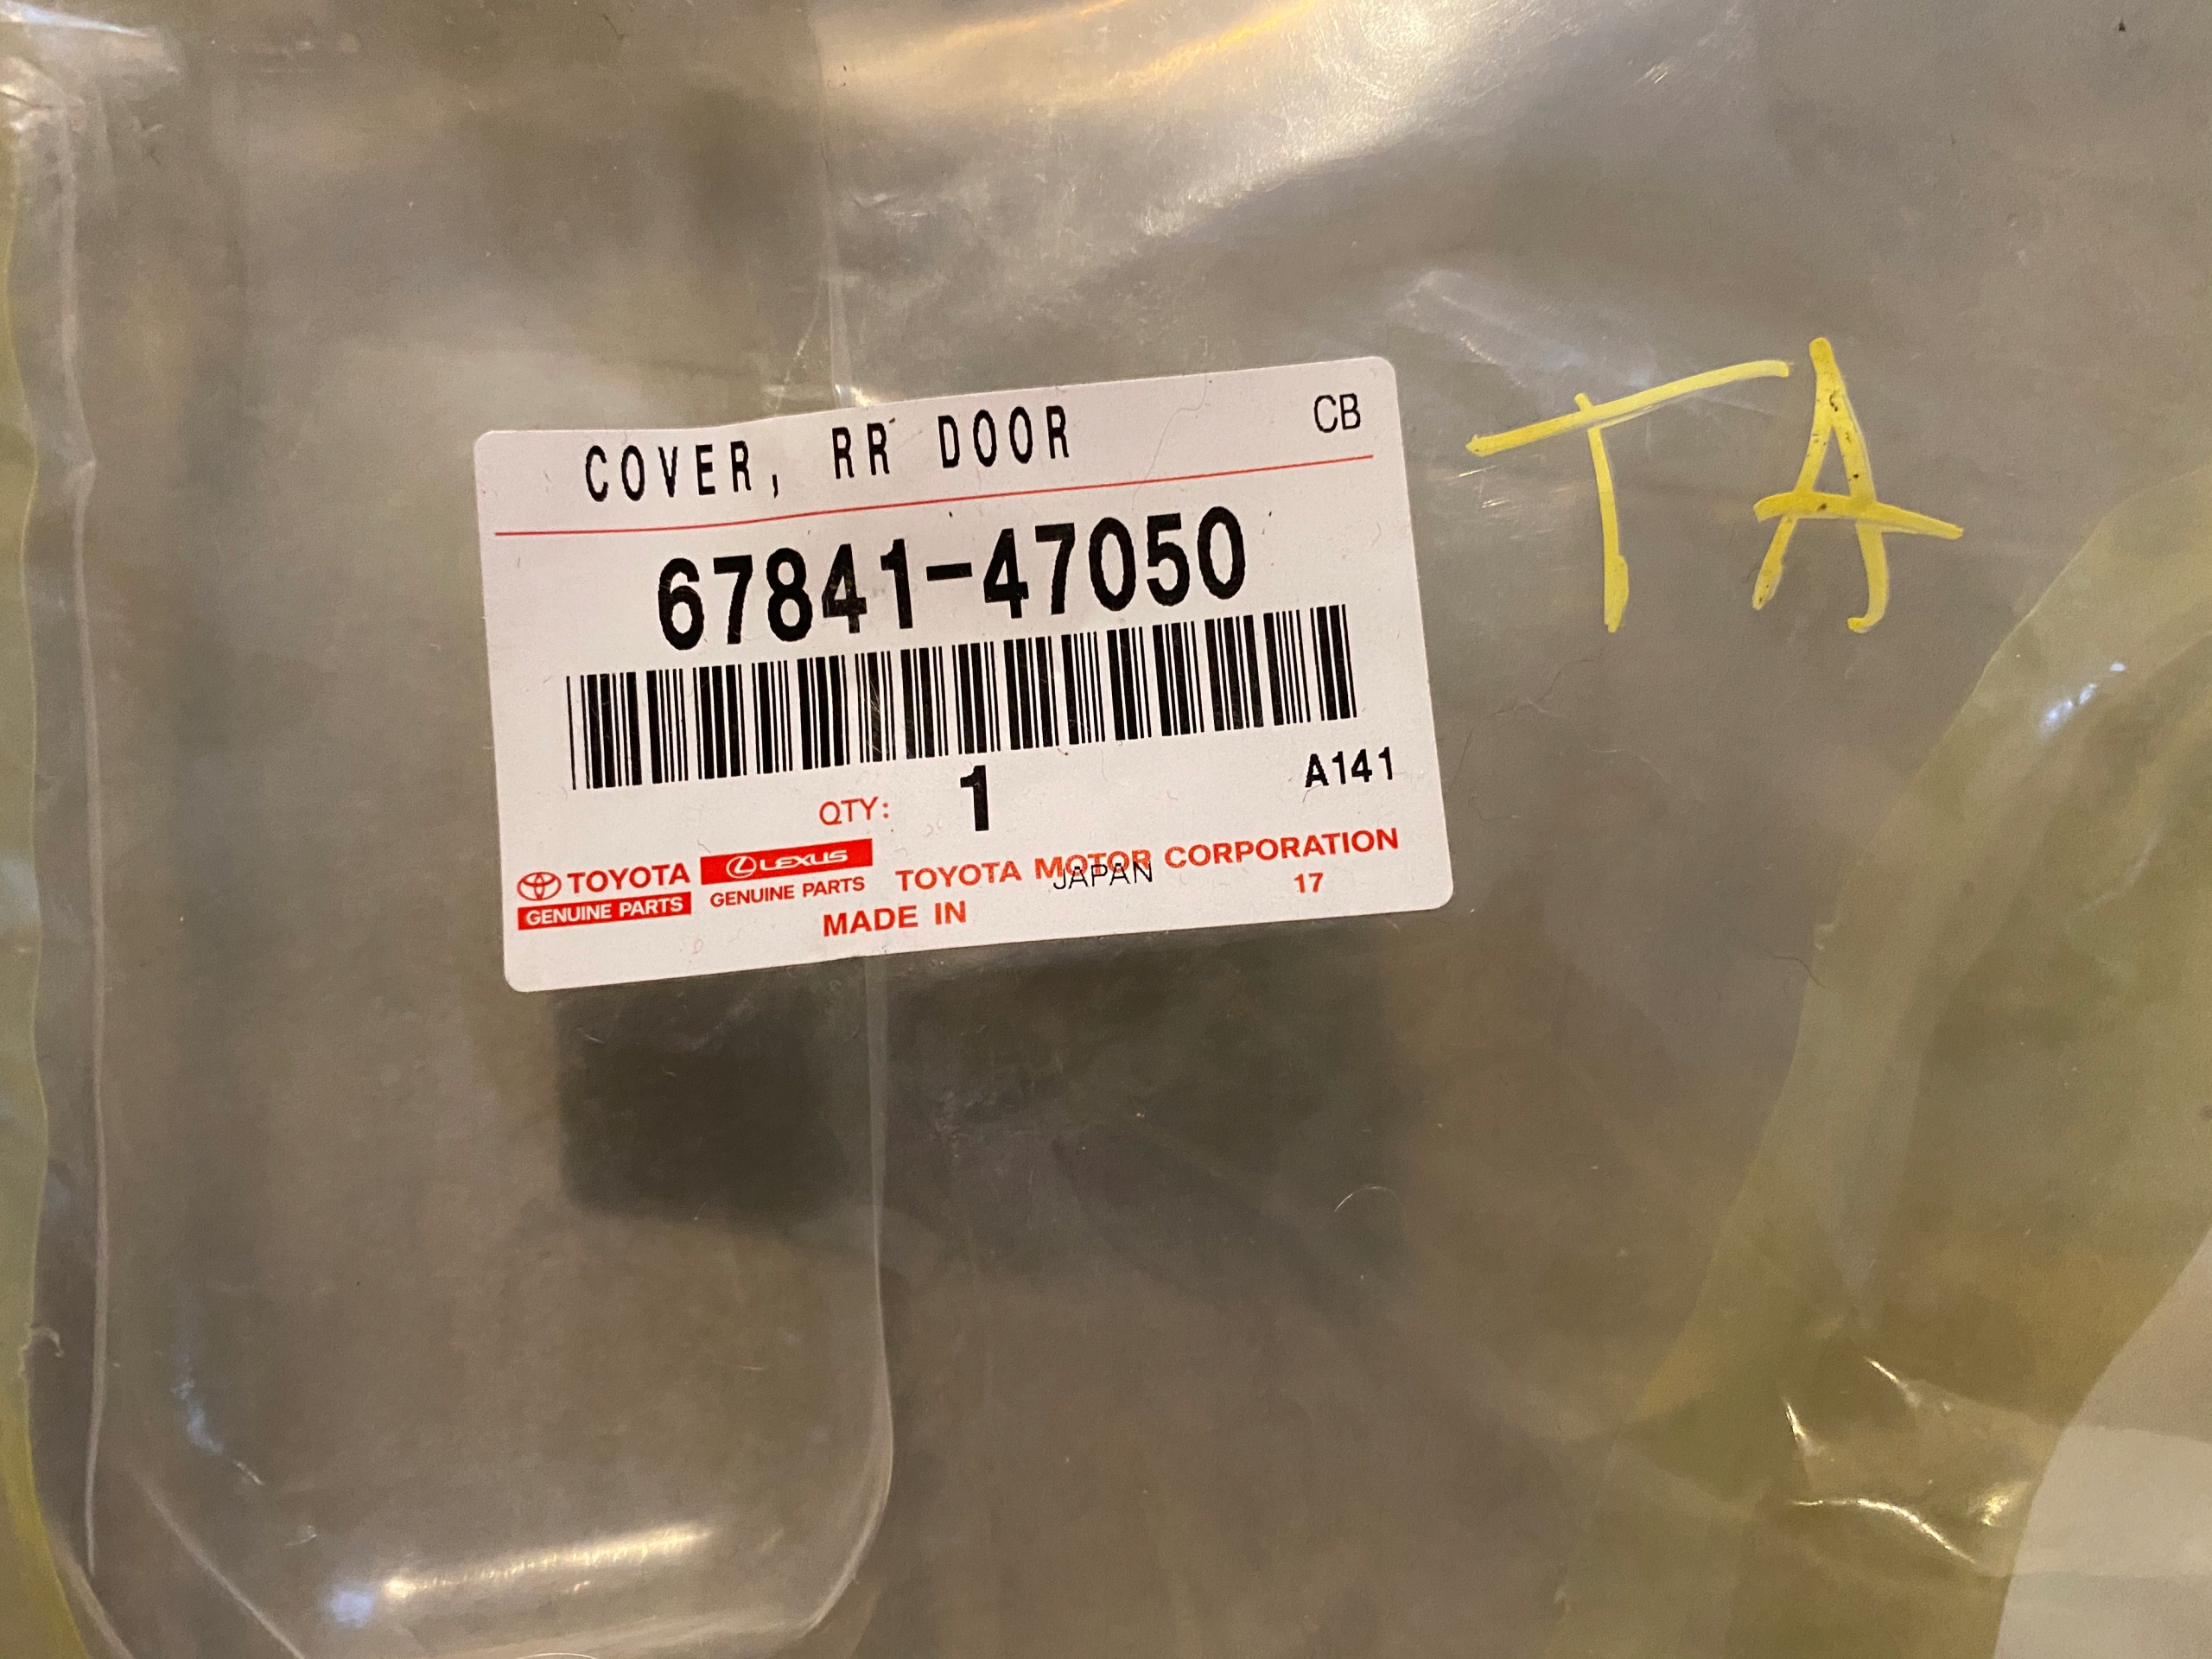 COVER, RR DOOR CB
67841-47050
QTY: 1 A141
TOYOTA
GENUINE PARTS
LEXUS
GENUINE PARTS
TOYOTA MOTOR CORPORATION
JAPAN
17
MADE IN
TA